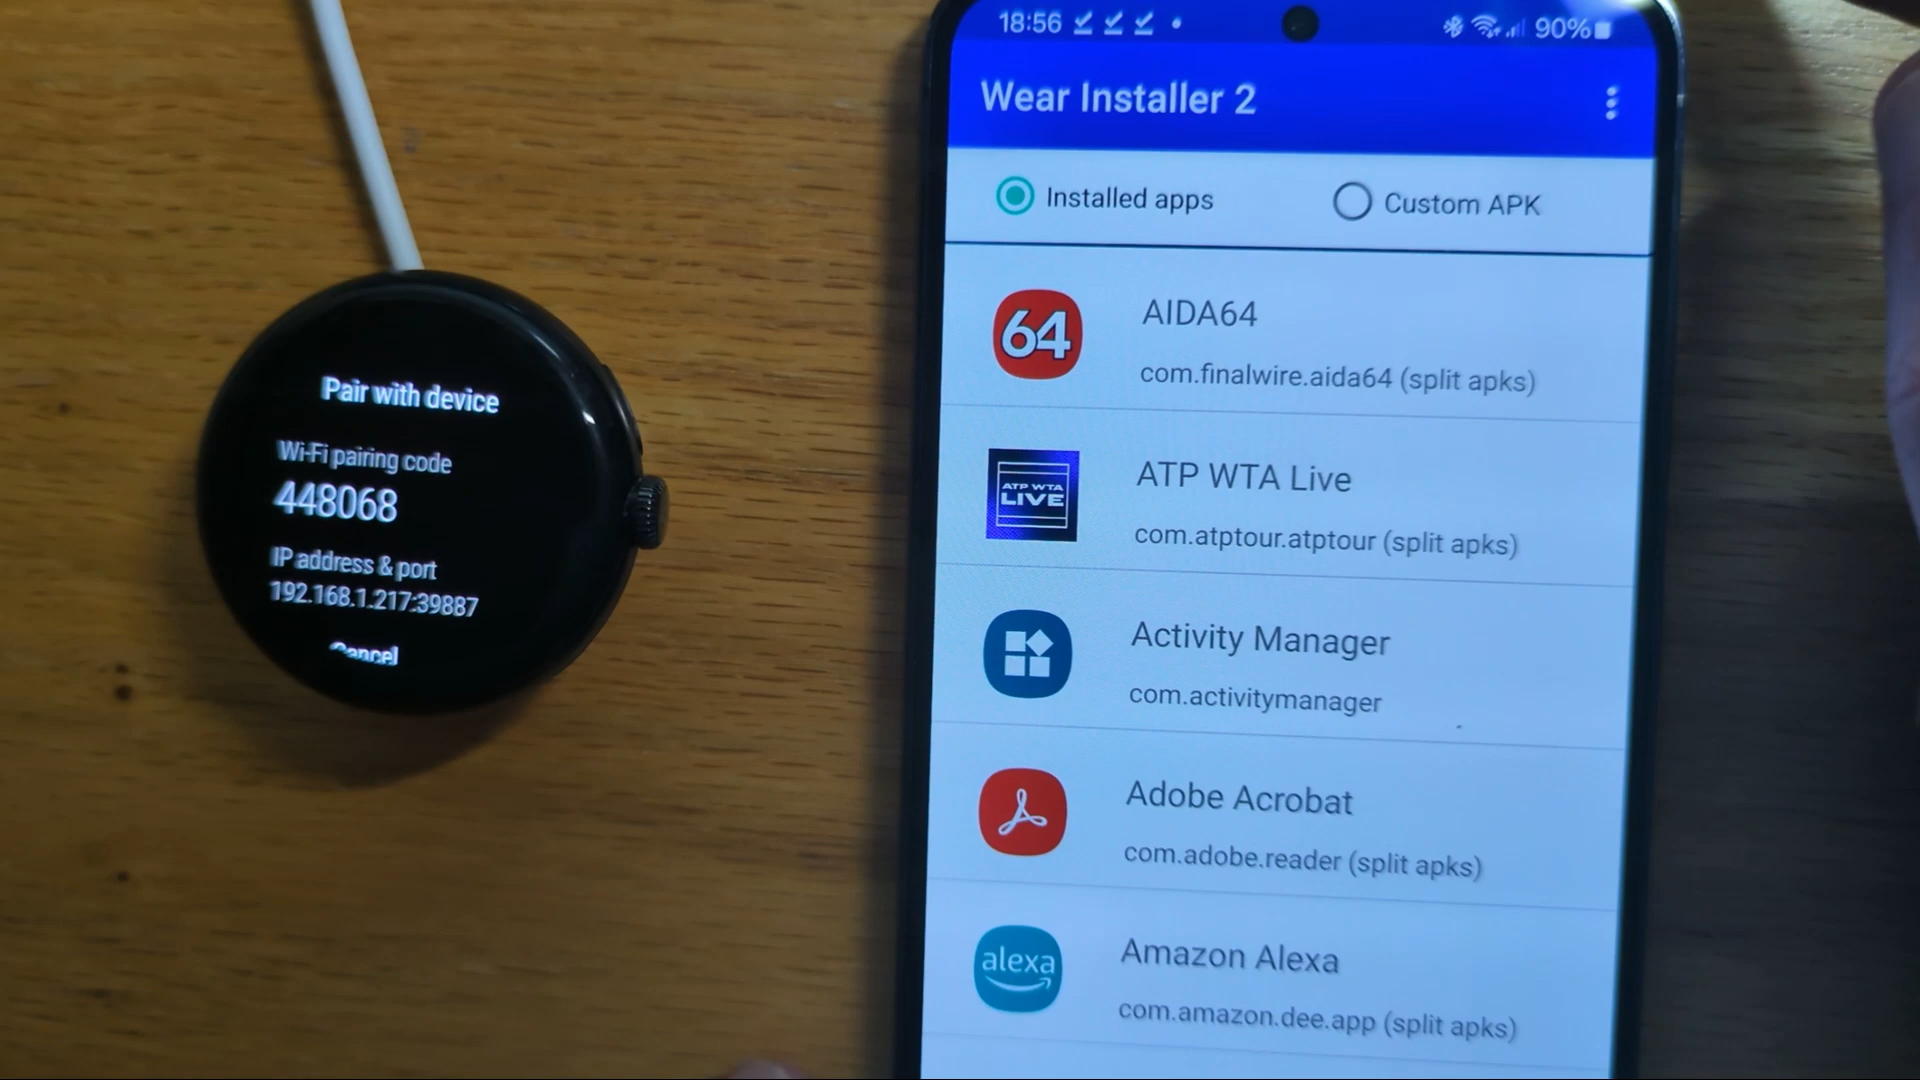 Pair with device
Wi-Fi pairing code
448068
IP address & port
192.168.1.217:39887
Cancel
18:56
90%
Wear Installer 2
Installed apps
Custom APK
64
AIDA64
com.finalwire.aida64 (split apks)
ATP WTA
LIVE
ATP WTA Live
com.atptour.atptour (split apks)
Activity Manager
com.activitymanager
Adobe Acrobat
com.adobe.reader (split apks)
alexa
Amazon Alexa
com.amazon.dee.app (split apks)